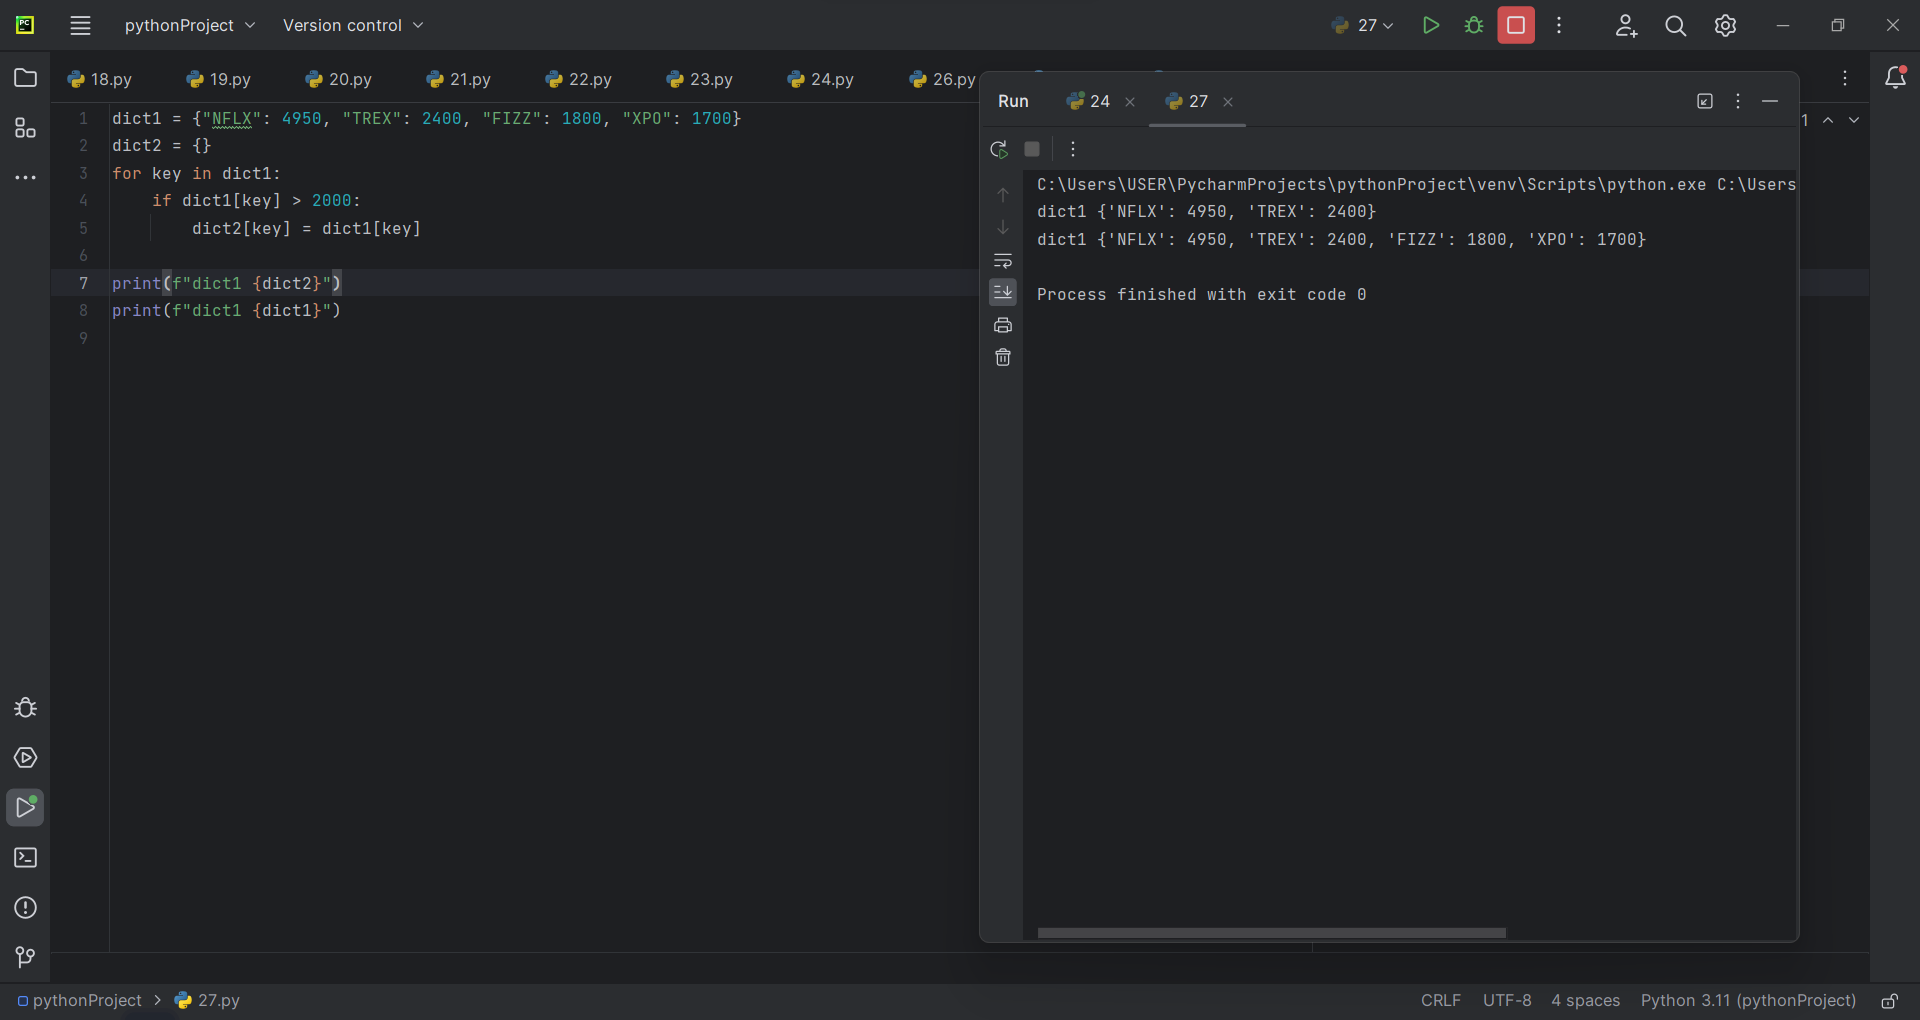 PC
pythonProject
Version control
27
18.py
19.py
20.py
21.py
22.py
23.py
24.py
26.py
1 dict1 = {"NFLX": 4950, "TREX": 2400, "FIZZ": 1800, "XPO": 1700}
2 dict2 = {}
3 for key in dict1:
4 if dict1[key] > 2000:
5 dict2[key] = dict1[key]
6
7 print(f"dict1 {dict2}")
8 print(f"dict1 {dict1}")
9
1
Run
24
27
C:\Users\USER\PycharmProjects\pythonProject\venv\Scripts\python.exe C:\Users
dict1 {'NFLX': 4950, 'TREX': 2400}
dict1 {'NFLX': 4950, 'TREX': 2400, 'FIZZ': 1800, 'XPO': 1700}
Process finished with exit code 0
pythonProject > 27.py
CRLF
UTF-8
4 spaces
Python 3.11 (pythonProject)